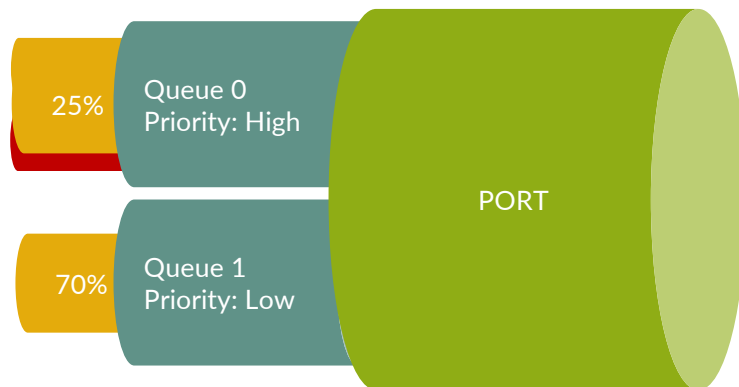 25%
Queue 0
Priority: High
PORT
70%
Queue 1
Priority: Low